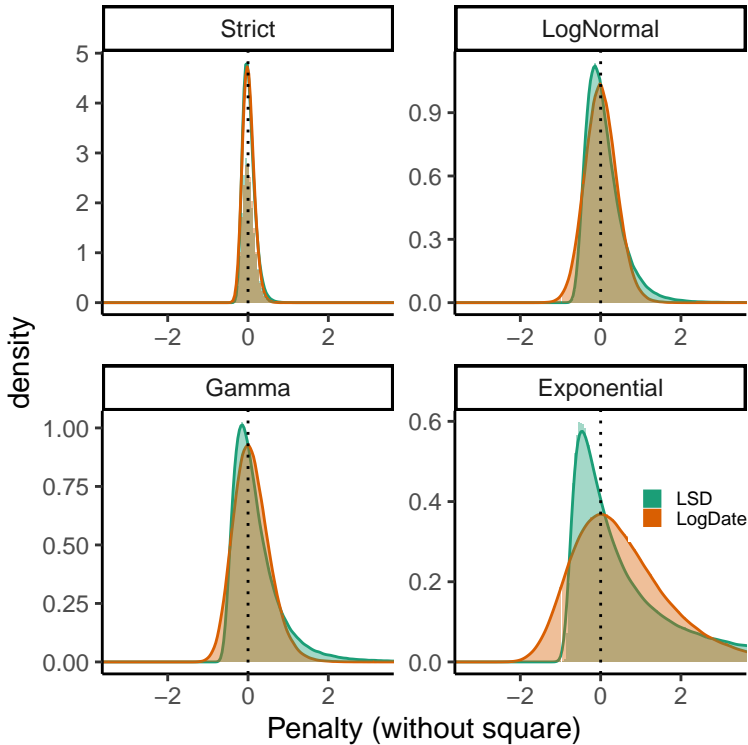 Strict
LogNormal
5
4
3
2
1
0
0.9
0.6
0.3
0.0
−2 0 2
−2 0 2
density
Gamma
Exponential
1.00
0.75
0.50
0.25
0.00
0.6
0.4
0.2
0.0
LSD
LogDate
−2 0 2
−2 0 2
Penalty (without square)